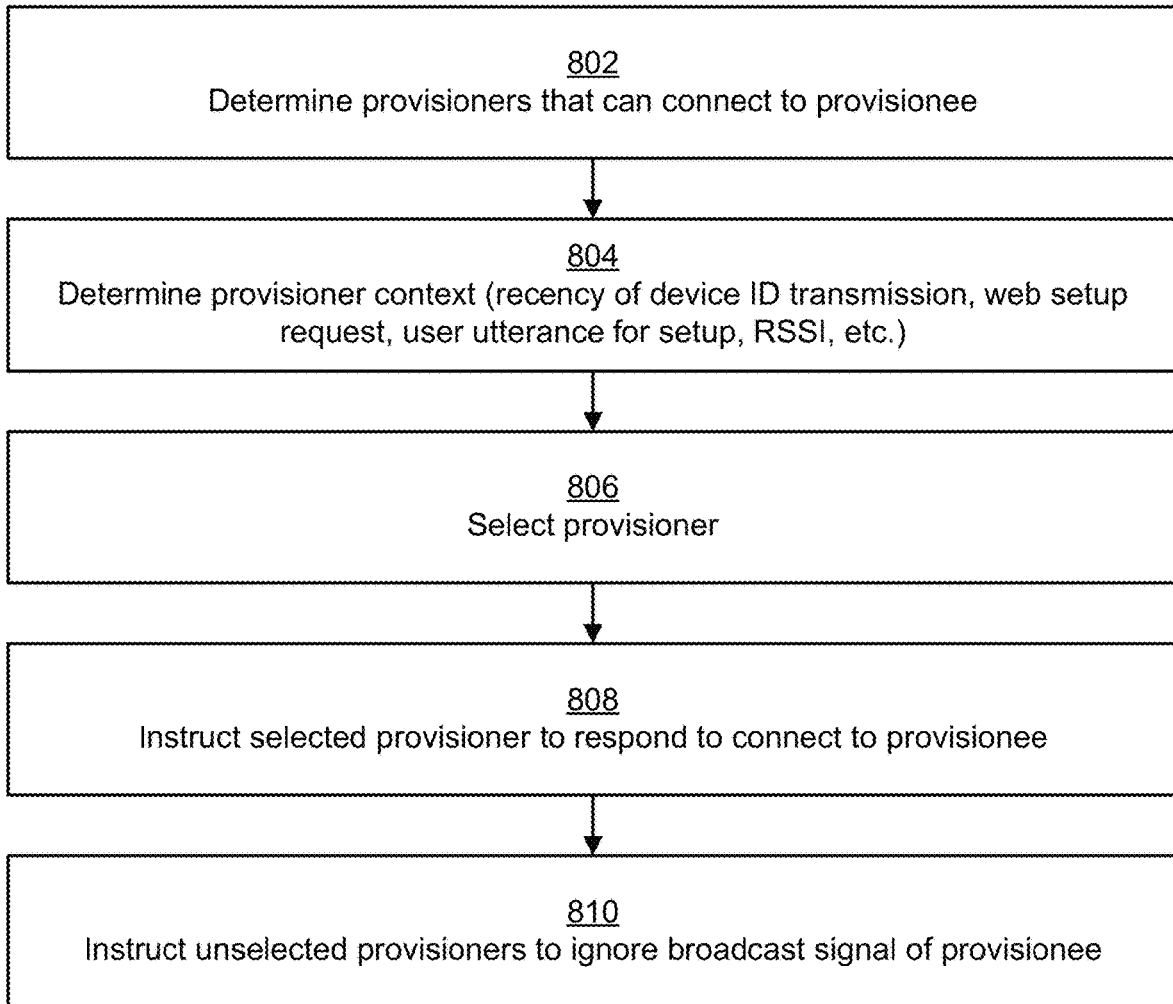 802
Determine provisioners that can connect to provisionee
804
Determine provisioner context (recency of device ID transmission, web setup
request, user utterance for setup, RSSI, etc.)
806
Select provisioner
808
Instruct selected provisioner to respond to connect to provisionee
810
Instruct unselected provisioners to ignore broadcast signal of provisionee